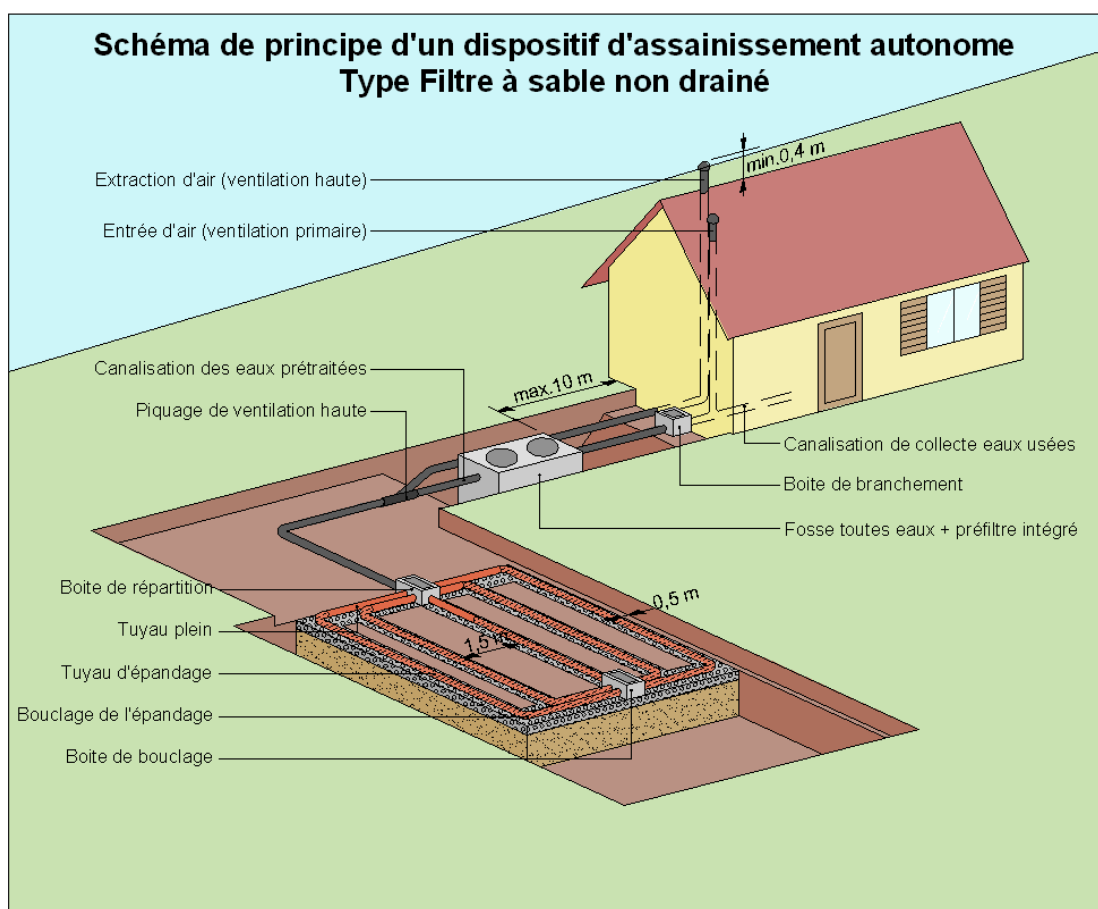 Schéma de principe d'un dispositif d'assainissement autonome
Type Filtre à sable non drainé
min.0,4 m
Extraction d'air (ventilation haute)
Entrée d'air (ventilation primaire)
Canalisation des eaux prétraitées
max.10 m
Piquage de ventilation haute
Canalisation de collecte eaux usées
Boite de branchement
Fosse toutes eaux + préfiltre intégré
Boite de répartition
0,5 m
Tuyau plein
1,5 m
Tuyau d'épandage
Bouclage de l'épandage
Boite de bouclage